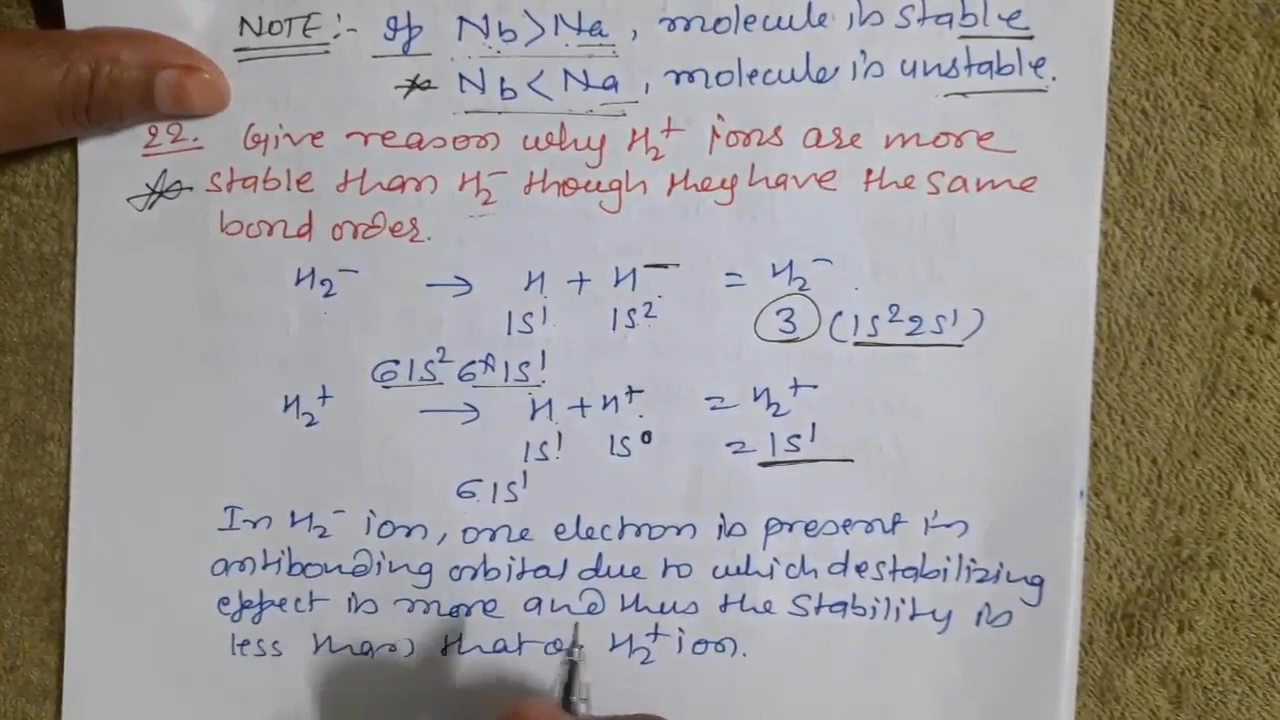 NOTE:- If Nb>Na, molecule is stable
* Nb<Na, molecule is unstable.
22. Give reason why H₂⁺ ions are more
stable than H₂⁻ though they have the same
bond order.
H₂⁻ → H + H⁻ = H₂⁻
1S¹ 1S² 3 (1S²2S¹)
σ1S² σ*1S¹
H₂⁺ → H + H⁺ = H₂⁺
1S¹ 1S⁰ = 1S¹
σ1S¹
In H₂⁻ ion, one electron is present in
antibonding orbital due to which destabilizing
effect is more and thus the stability is
less than that of H₂⁺ ion.